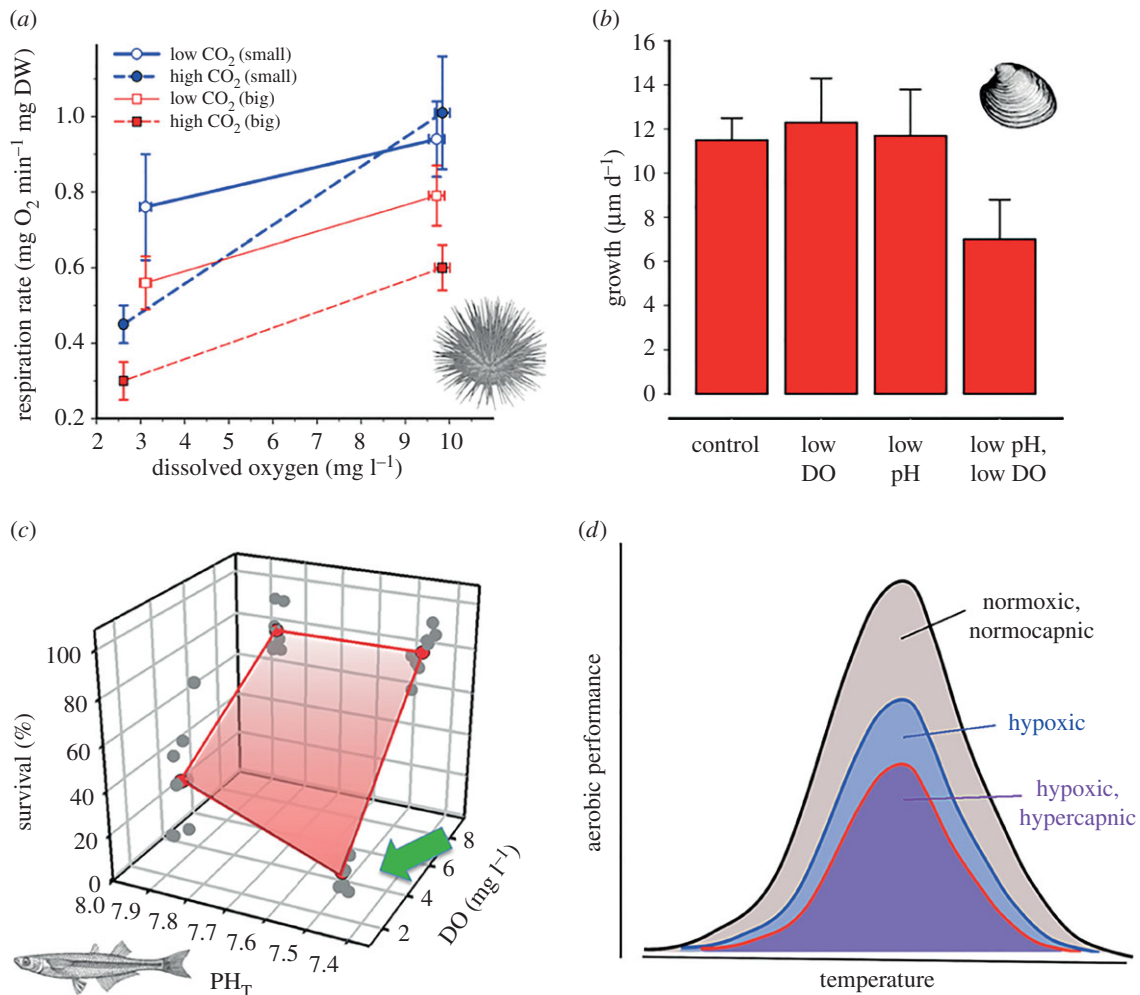 (a)
low CO2 (small)
high CO2 (small)
low CO2 (big)
high CO2 (big)
respiration rate (mg O2 min–1 mg DW)
1.0
0.8
0.6
0.4
0.2
2 3 4 5 6 7 8 9 10
dissolved oxygen (mg l–1)
(b)
growth (µm d–1)
16
14
12
10
8
6
4
2
0
control
low
DO
low
pH
low pH,
low DO
(c)
survival (%)
100
80
60
40
20
0
8.0 7.9 7.8 7.7 7.6 7.5 7.4
PHT
2 4 6 8
DO (mg l–1)
(d)
aerobic performance
normoxic,
normocapnic
hypoxic
hypoxic,
hypercapnic
temperature